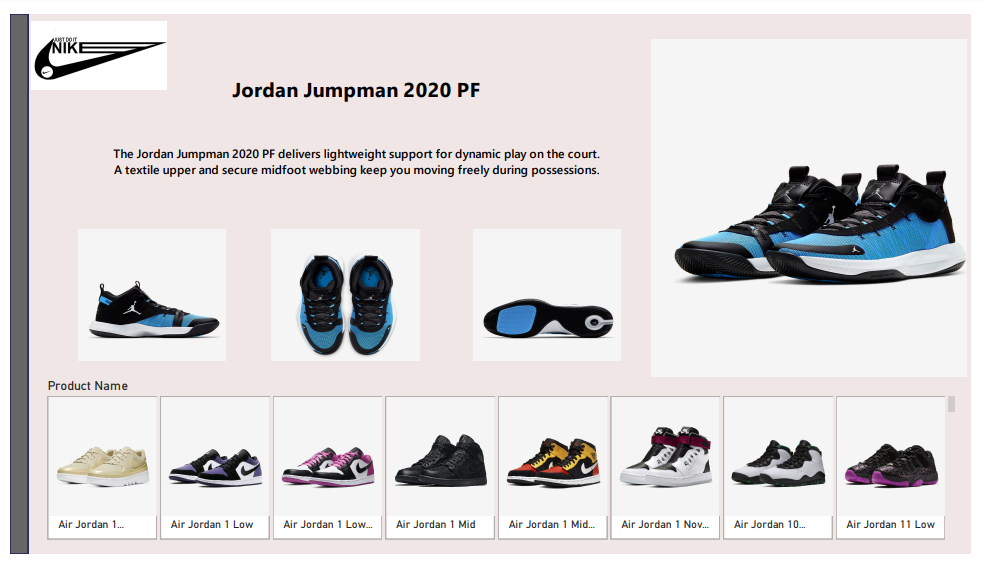 JUST DO IT
NIKE
Jordan Jumpman 2020 PF
The Jordan Jumpman 2020 PF delivers lightweight support for dynamic play on the court.
A textile upper and secure midfoot webbing keep you moving freely during possessions.
Product Name
Air Jordan 1...
Air Jordan 1 Low
Air Jordan 1 Low...
Air Jordan 1 Mid
Air Jordan 1 Mid...
Air Jordan 1 Nov...
Air Jordan 10...
Air Jordan 11 Low